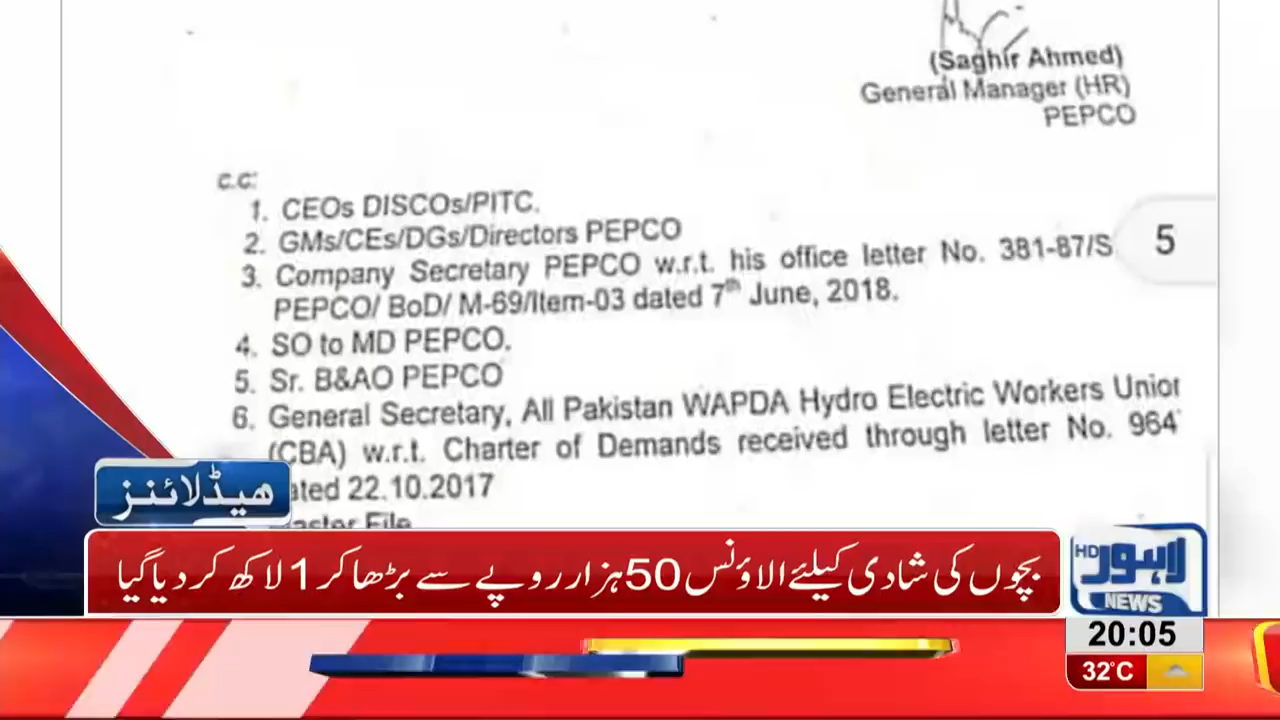 (Saghir Ahmed)
General Manager (HR)
PEPCO
c.c:
1. CEOs DISCOs/PITC.
2. GMs/CEs/DGs/Directors PEPCO
3. Company Secretary PEPCO w.r.t. his office letter No. 381-87/S
PEPCO/ BoD/ M-69/Item-03 dated 7th June, 2018.
5
4. SO to MD PEPCO.
5. Sr. B&AO PEPCO
6. General Secretary, All Pakistan WAPDA Hydro Electric Workers Union
(CBA) w.r.t. Charter of Demands received through letter No. 964
ated 22.10.2017
aster File
ہیڈلائنز
بچوں کی شادی کیلئے الاؤنس 50 ہزار روپے سے بڑھا کر 1 لاکھ کر دیا گیا
لاہور HD
NEWS
20:05
32°C